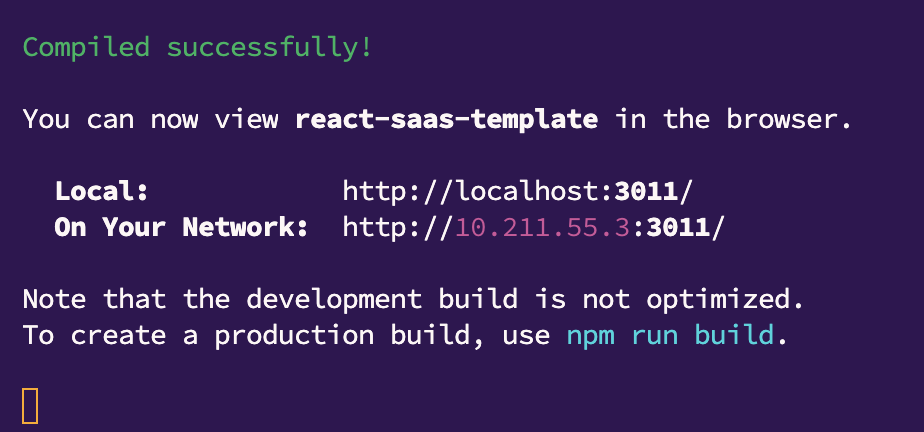 Compiled successfully!
You can now view react-saas-template in the browser.
Local: http://localhost:3011/
On Your Network: http://10.211.55.3:3011/
Note that the development build is not optimized.
To create a production build, use npm run build.